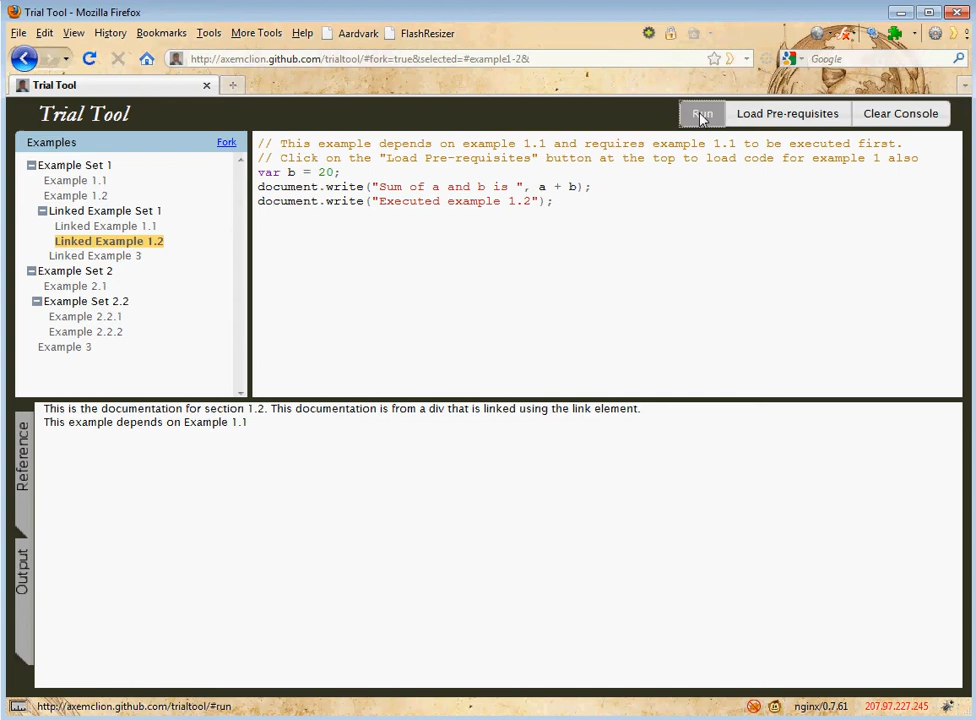 Trial Tool - Mozilla Firefox
File Edit View History Bookmarks Tools More Tools Help Aardvark FlashResizer
http://axemclion.github.com/trialtool/#fork=true&selected=#example1-2& Google
Trial Tool
Trial Tool
Run Load Pre-requisites Clear Console
Examples Fork
Example Set 1
Example 1.1
Example 1.2
Linked Example Set 1
Linked Example 1.1
Linked Example 1.2
Linked Example 3
Example Set 2
Example 2.1
Example Set 2.2
Example 2.2.1
Example 2.2.2
Example 3
// This example depends on example 1.1 and requires example 1.1 to be executed first.
// Click on the "Load Pre-requisites" button at the top to load code for example 1 also
var b = 20;
document.write("Sum of a and b is ", a + b);
document.write("Executed example 1.2");
Reference
Output
This is the documentation for section 1.2. This documentation is from a div that is linked using the link element.
This example depends on Example 1.1
http://axemclion.github.com/trialtool/#run nginx/0.7.61 207.97.227.245